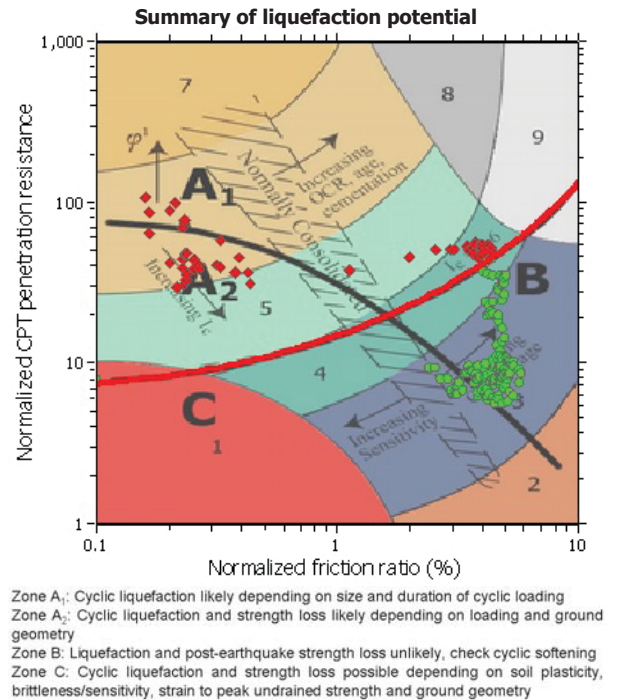 Summary of liquefaction potential
1,000
100
10
1
Normalized CPT penetration resistance
7
8
9
φ'
A1
Normally Consolidated
Increasing
OCR, age,
cementation
6
A2
Increasing Ic
5
B
4
3
C
1
Increasing
Sensitivity
2
0.1
1
10
Normalized friction ratio (%)
Zone A1: Cyclic liquefaction likely depending on size and duration of cyclic loading
Zone A2: Cyclic liquefaction and strength loss likely depending on loading and ground
geometry
Zone B: Liquefaction and post-earthquake strength loss unlikely, check cyclic softening
Zone C: Cyclic liquefaction and strength loss possible depending on soil plasticity,
brittleness/sensitivity, strain to peak undrained strength and ground geometry